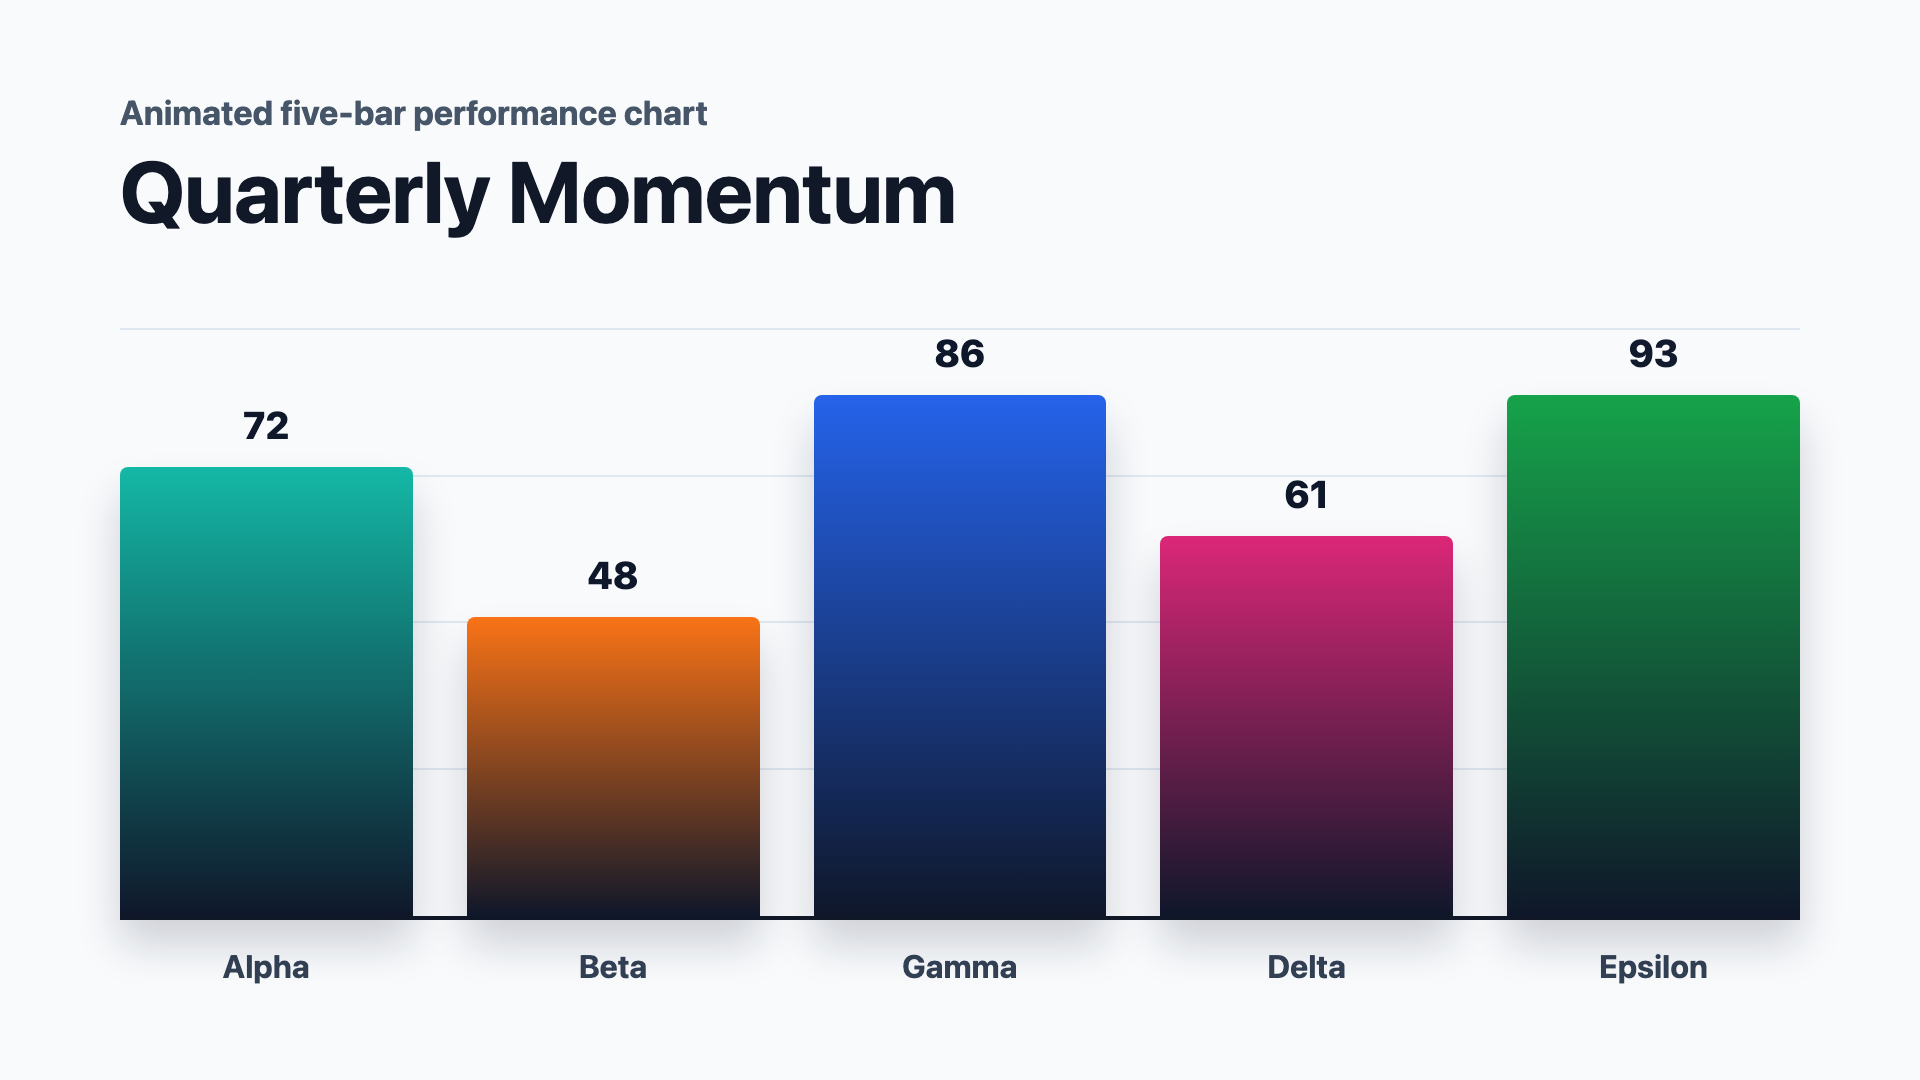 Animated five-bar performance chart
Quarterly Momentum
72
48
86
61
93
Alpha
Beta
Gamma
Delta
Epsilon